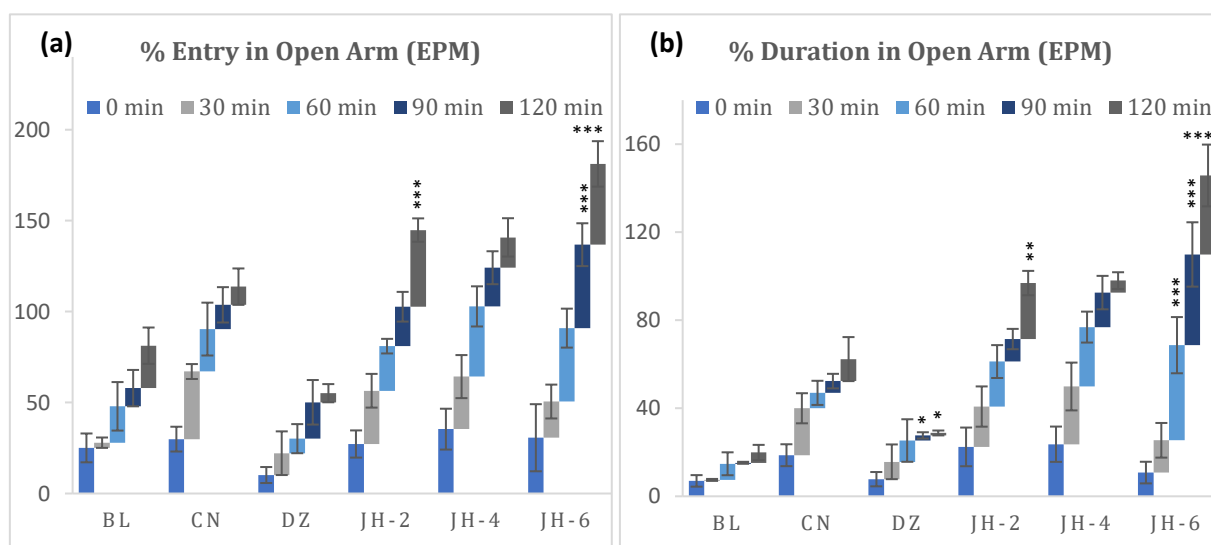 (a)
% Entry in Open Arm (EPM)
0 min 30 min 60 min 90 min 120 min
200
150
100
50
0
***
***
***
BL CN DZ JH-2 JH-4 JH-6
(b)
% Duration in Open Arm (EPM)
0 min 30 min 60 min 90 min 120 min
160
120
80
40
0
*
*
**
***
***
***
BL CN DZ JH-2 JH-4 JH-6